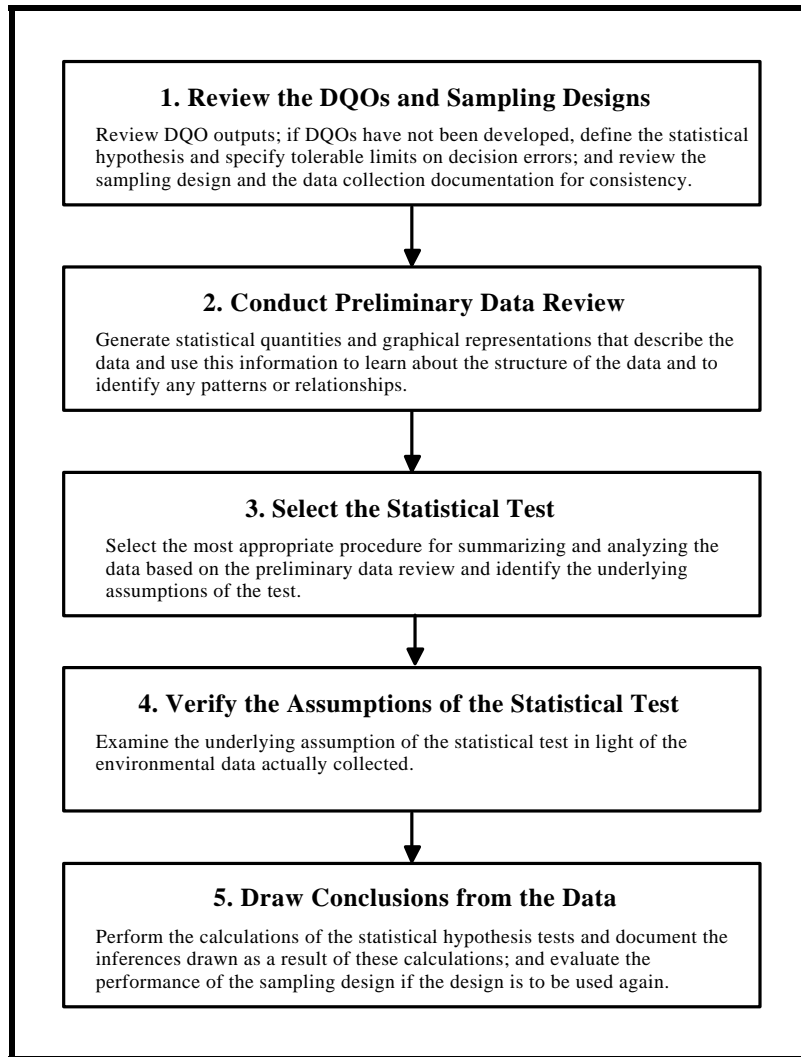 1. Review the DQOs and Sampling Designs
Review DQO outputs; if DQOs have not been developed, define the statistical
hypothesis and specify tolerable limits on decision errors; and review the
sampling design and the data collection documentation for consistency.
2. Conduct Preliminary Data Review
Generate statistical quantities and graphical representations that describe the
data and use this information to learn about the structure of the data and to
identify any patterns or relationships.
3. Select the Statistical Test
Select the most appropriate procedure for summarizing and analyzing the
data based on the preliminary data review and identify the underlying
assumptions of the test.
4. Verify the Assumptions of the Statistical Test
Examine the underlying assumption of the statistical test in light of the
environmental data actually collected.
5. Draw Conclusions from the Data
Perform the calculations of the statistical hypothesis tests and document the
inferences drawn as a result of these calculations; and evaluate the
performance of the sampling design if the design is to be used again.